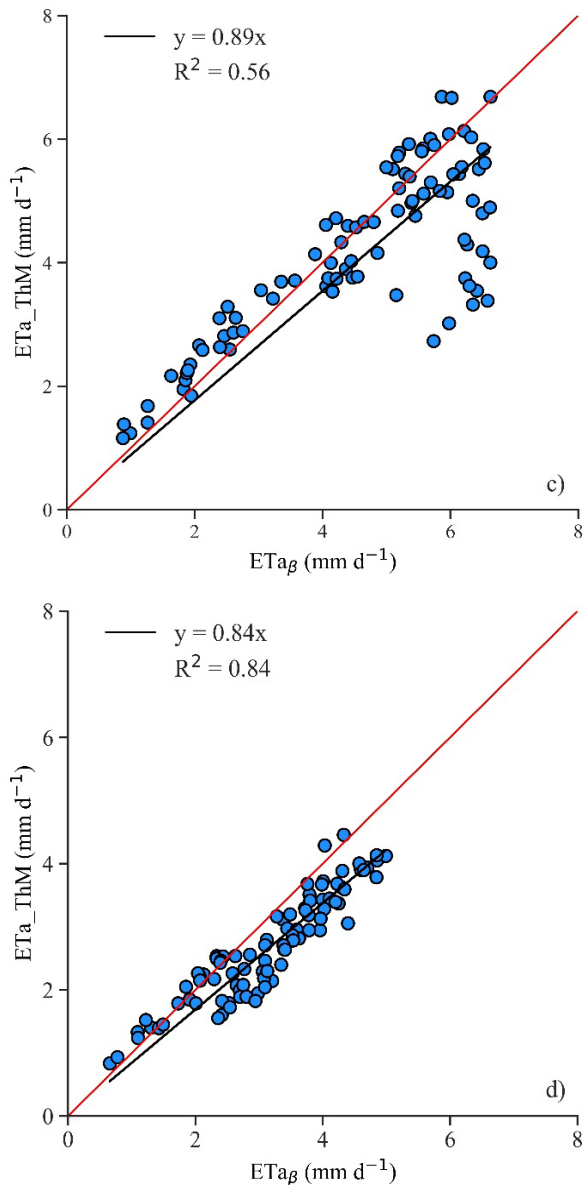 8
y = 0.89x
R² = 0.56
6
ETa_ThM (mm d⁻¹)
4
2
c)
0
0 2 4 6 8
ETaᵦ (mm d⁻¹)
8
y = 0.84x
R² = 0.84
6
ETa_ThM (mm d⁻¹)
4
2
d)
0
0 2 4 6 8
ETaᵦ (mm d⁻¹)